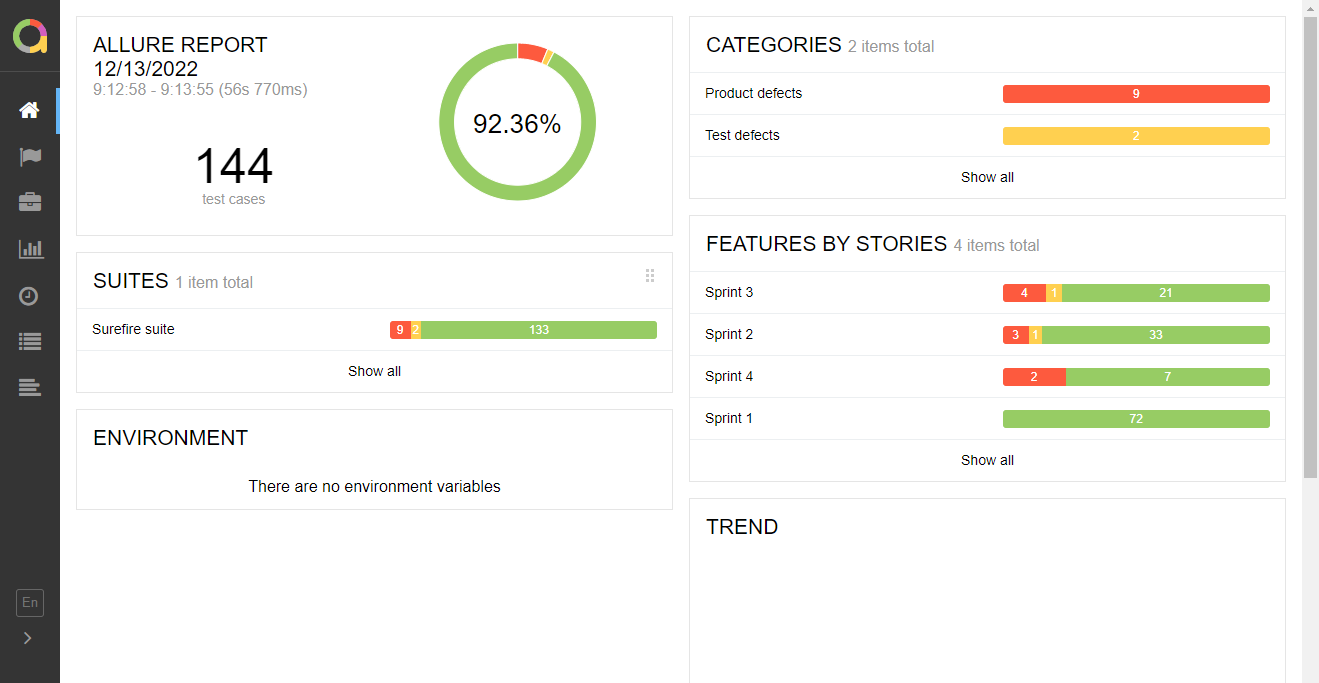 ALLURE REPORT
12/13/2022
9:12:58 - 9:13:55 (56s 770ms)
92.36%
144
test cases
SUITES 1 item total
Surefire suite 9 2 133
Show all
ENVIRONMENT
There are no environment variables
CATEGORIES 2 items total
Product defects 9
Test defects 2
Show all
FEATURES BY STORIES 4 items total
Sprint 3 4 1 21
Sprint 2 3 1 33
Sprint 4 2 7
Sprint 1 72
Show all
TREND
En